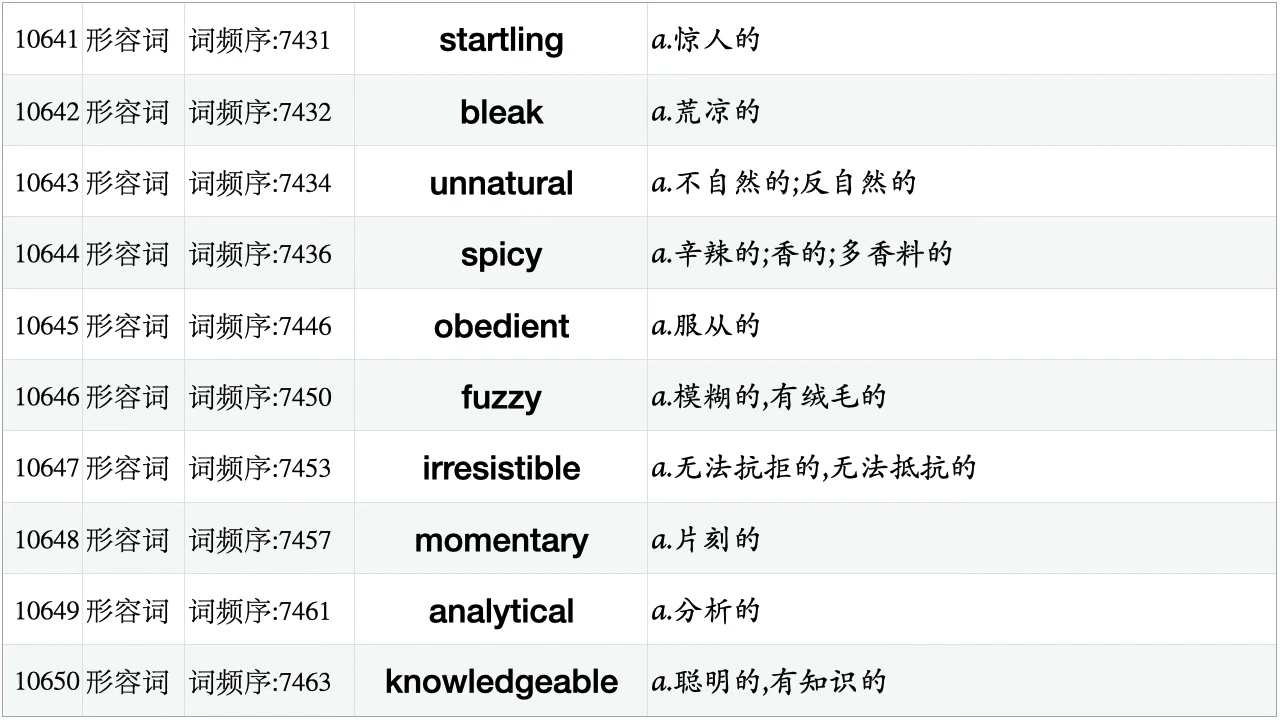 10641 形容词 词频序:7431 startling a.惊人的
10642 形容词 词频序:7432 bleak a.荒凉的
10643 形容词 词频序:7434 unnatural a.不自然的;反自然的
10644 形容词 词频序:7436 spicy a.辛辣的;香的;多香料的
10645 形容词 词频序:7446 obedient a.服从的
10646 形容词 词频序:7450 fuzzy a.模糊的,有绒毛的
10647 形容词 词频序:7453 irresistible a.无法抗拒的,无法抵抗的
10648 形容词 词频序:7457 momentary a.片刻的
10649 形容词 词频序:7461 analytical a.分析的
10650 形容词 词频序:7463 knowledgeable a.聪明的,有知识的